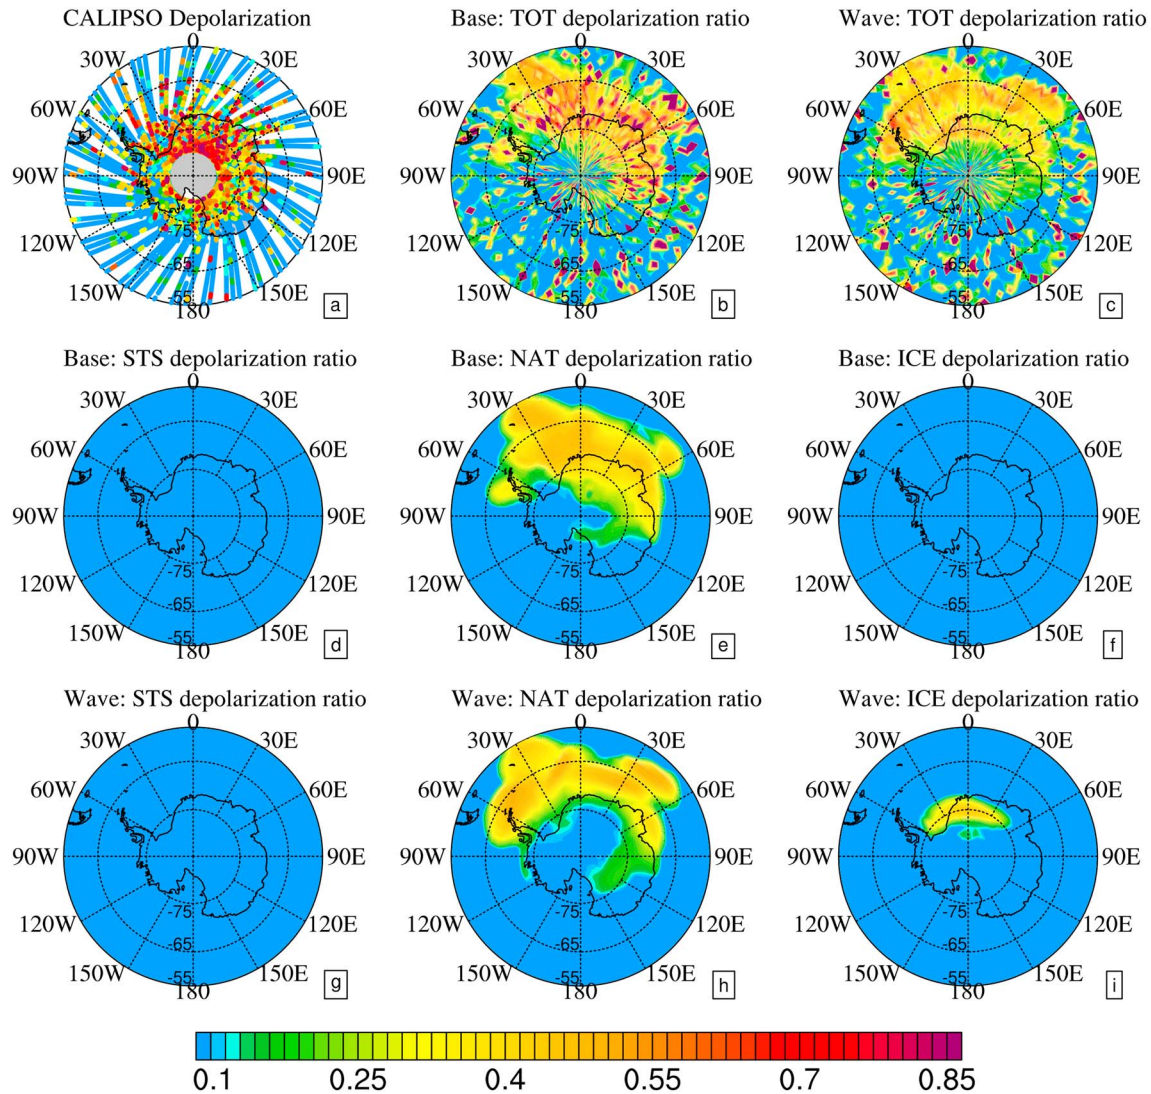 CALIPSO Depolarization Base: TOT depolarization ratio Wave: TOT depolarization ratio
0 0 0
30W 30E 30W 30E 30W 30E
60W 60E 60W 60E 60W 60E
90W 90E 90W 90E 90W 90E
-75 -75 -75
120W 120E 120W 120E 120W 120E
-65 -65 -65
150W 150E 150W 150E 150W 150E
-55 -55 -55
180 a 180 b 180 c
Base: STS depolarization ratio Base: NAT depolarization ratio Base: ICE depolarization ratio
0 0 0
30W 30E 30W 30E 30W 30E
60W 60E 60W 60E 60W 60E
90W 90E 90W 90E 90W 90E
-75 -75 -75
120W 120E 120W 120E 120W 120E
-65 -65 -65
150W 150E 150W 150E 150W 150E
-55 -55 -55
180 d 180 e 180 f
Wave: STS depolarization ratio Wave: NAT depolarization ratio Wave: ICE depolarization ratio
0 0 0
30W 30E 30W 30E 30W 30E
60W 60E 60W 60E 60W 60E
90W 90E 90W 90E 90W 90E
-75 -75 -75
120W 120E 120W 120E 120W 120E
-65 -65 -65
150W 150E 150W 150E 150W 150E
-55 -55 -55
180 g 180 h 180 i
0.1 0.25 0.4 0.55 0.7 0.85